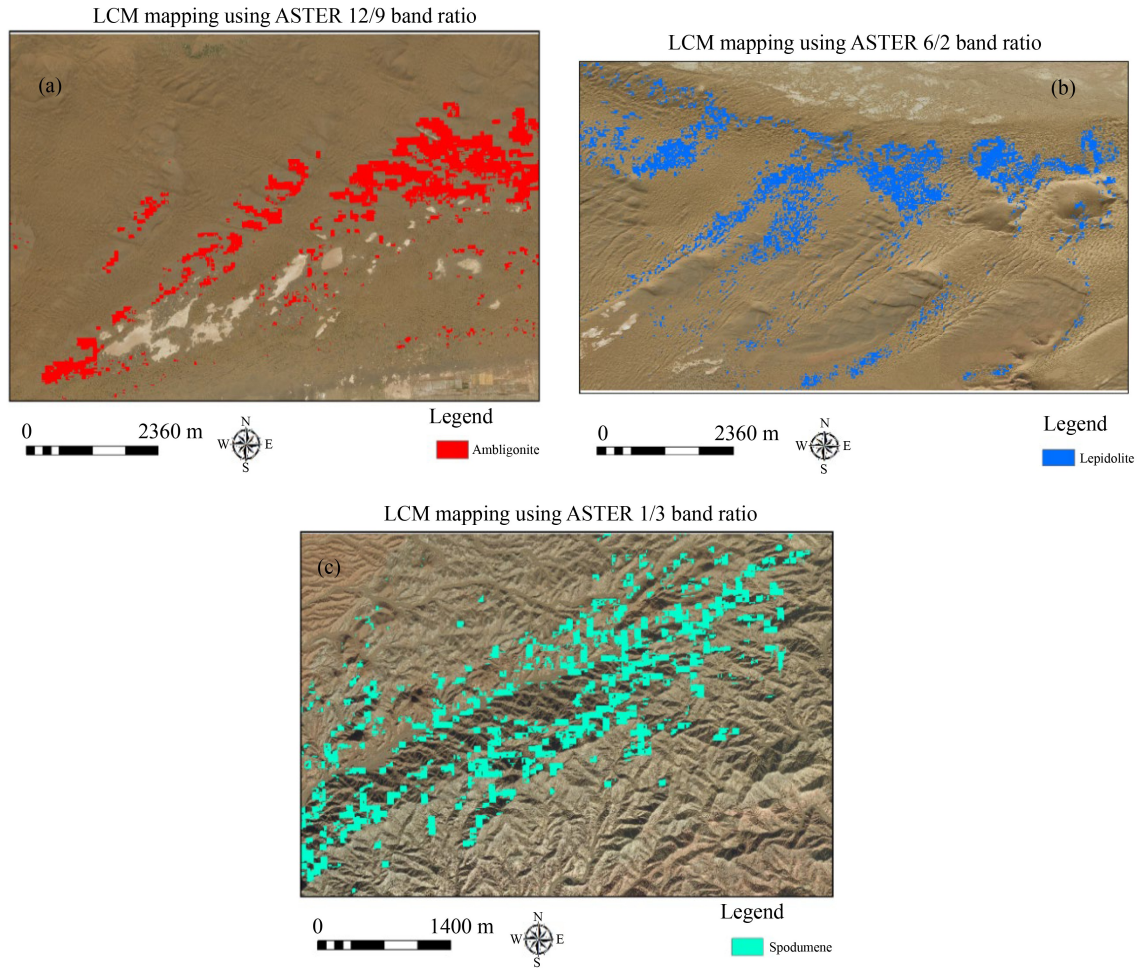 LCM mapping using ASTER 12/9 band ratio
(a)
0 2360 m
N
W E
S
Legend
Ambligonite
LCM mapping using ASTER 6/2 band ratio
(b)
0 2360 m
N
W E
S
Legend
Lepidolite
LCM mapping using ASTER 1/3 band ratio
(c)
0 1400 m
N
W E
S
Legend
Spodumene